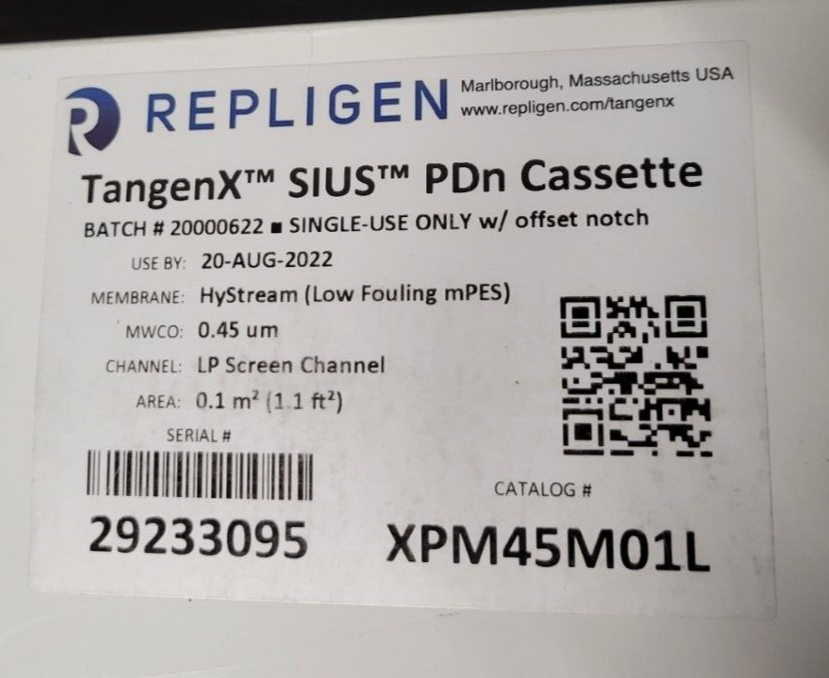 REPLIGEN
Marlborough, Massachusetts USA
www.repligen.com/tangenx
TangenX™ SIUS™ PDn Cassette
BATCH # 20000622 ■ SINGLE-USE ONLY w/ offset notch
USE BY: 20-AUG-2022
MEMBRANE: HyStream (Low Fouling mPES)
MWCO: 0.45 um
CHANNEL: LP Screen Channel
AREA: 0.1 m² (1.1 ft²)
SERIAL #
29233095
CATALOG #
XPM45M01L